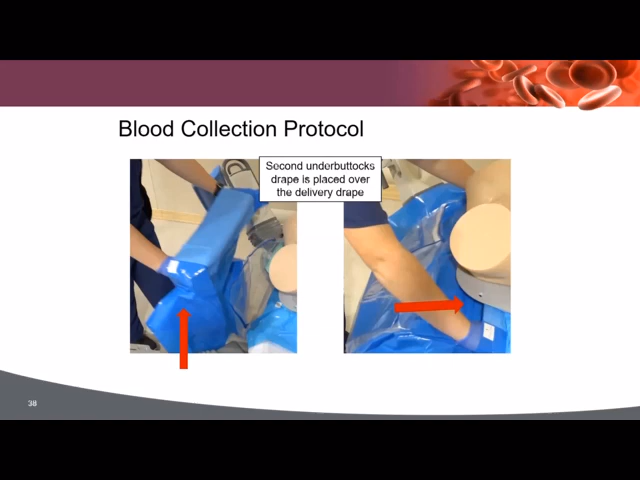 Blood Collection Protocol
Second underbuttocks
drape is placed over
the delivery drape
38